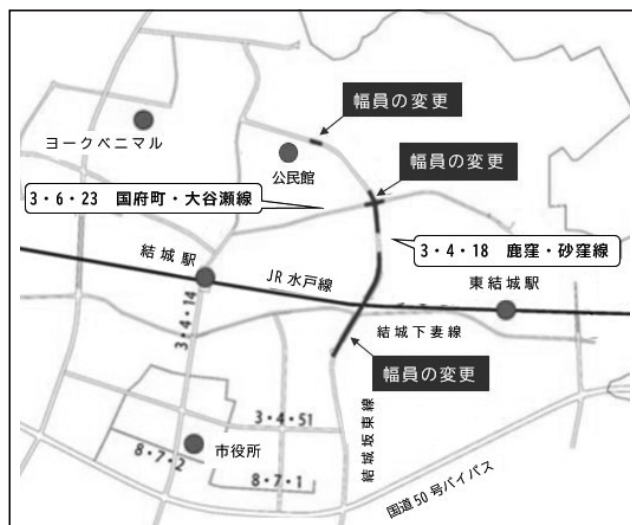 幅員の変更
ヨークベニマル
公民館
幅員の変更
3・6・23 国府町・大谷瀬線
3・4・18 鹿窪・砂窪線
結城駅
JR水戸線
東結城駅
3・4・14
結城下妻線
幅員の変更
結城坂東線
3・4・51
市役所
8・7・2
8・7・1
国道50号バイパス